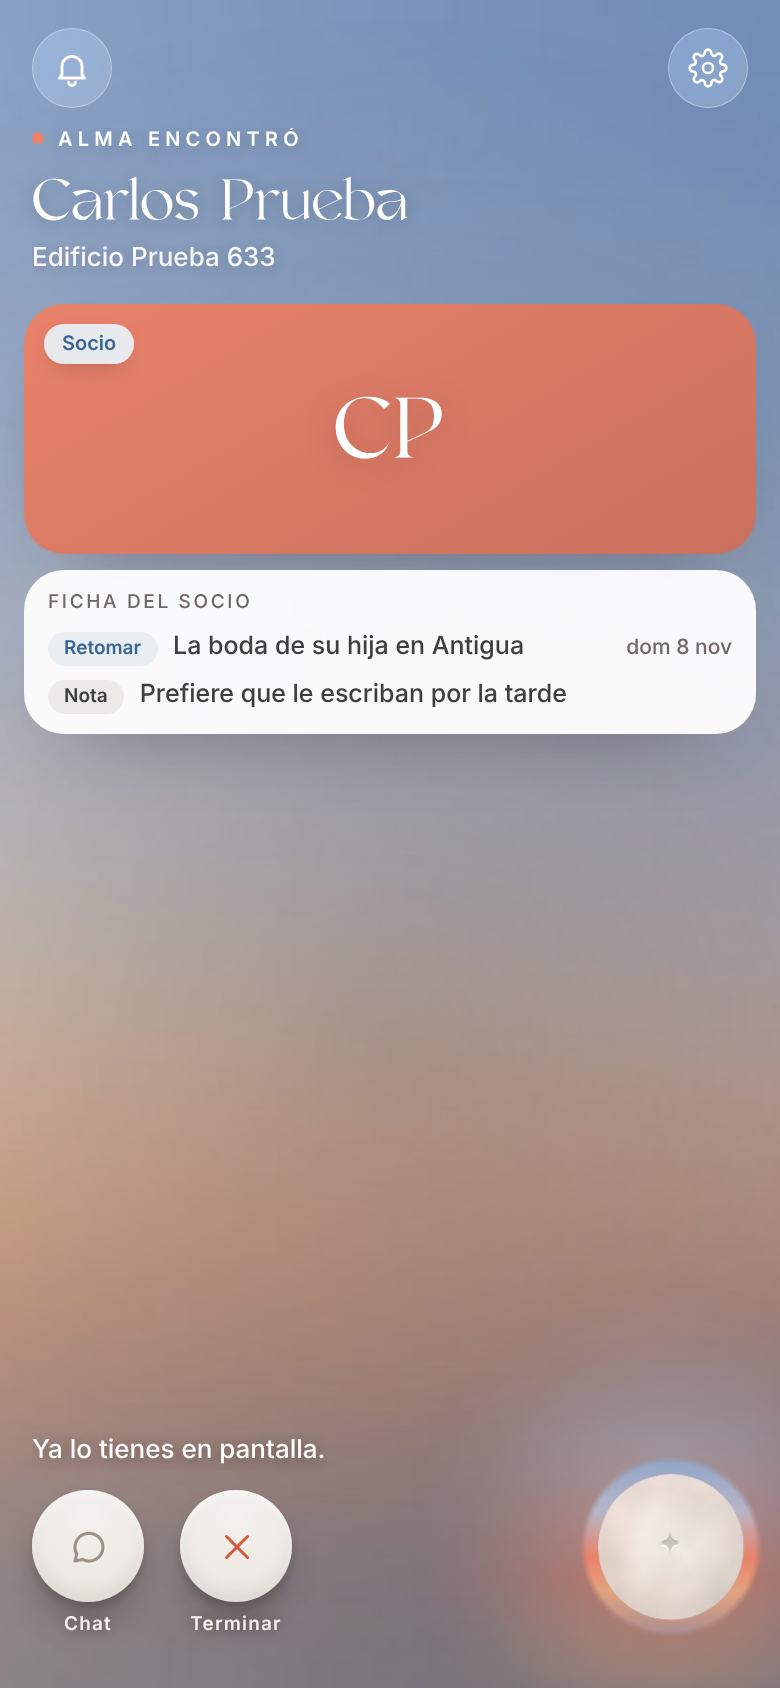 ALMA ENCONTRÓ
Carlos Prueba
Edificio Prueba 633
Socio
CP
FICHA DEL SOCIO
Retomar La boda de su hija en Antigua dom 8 nov
Nota Prefiere que le escriban por la tarde
Ya lo tienes en pantalla.
Chat Terminar